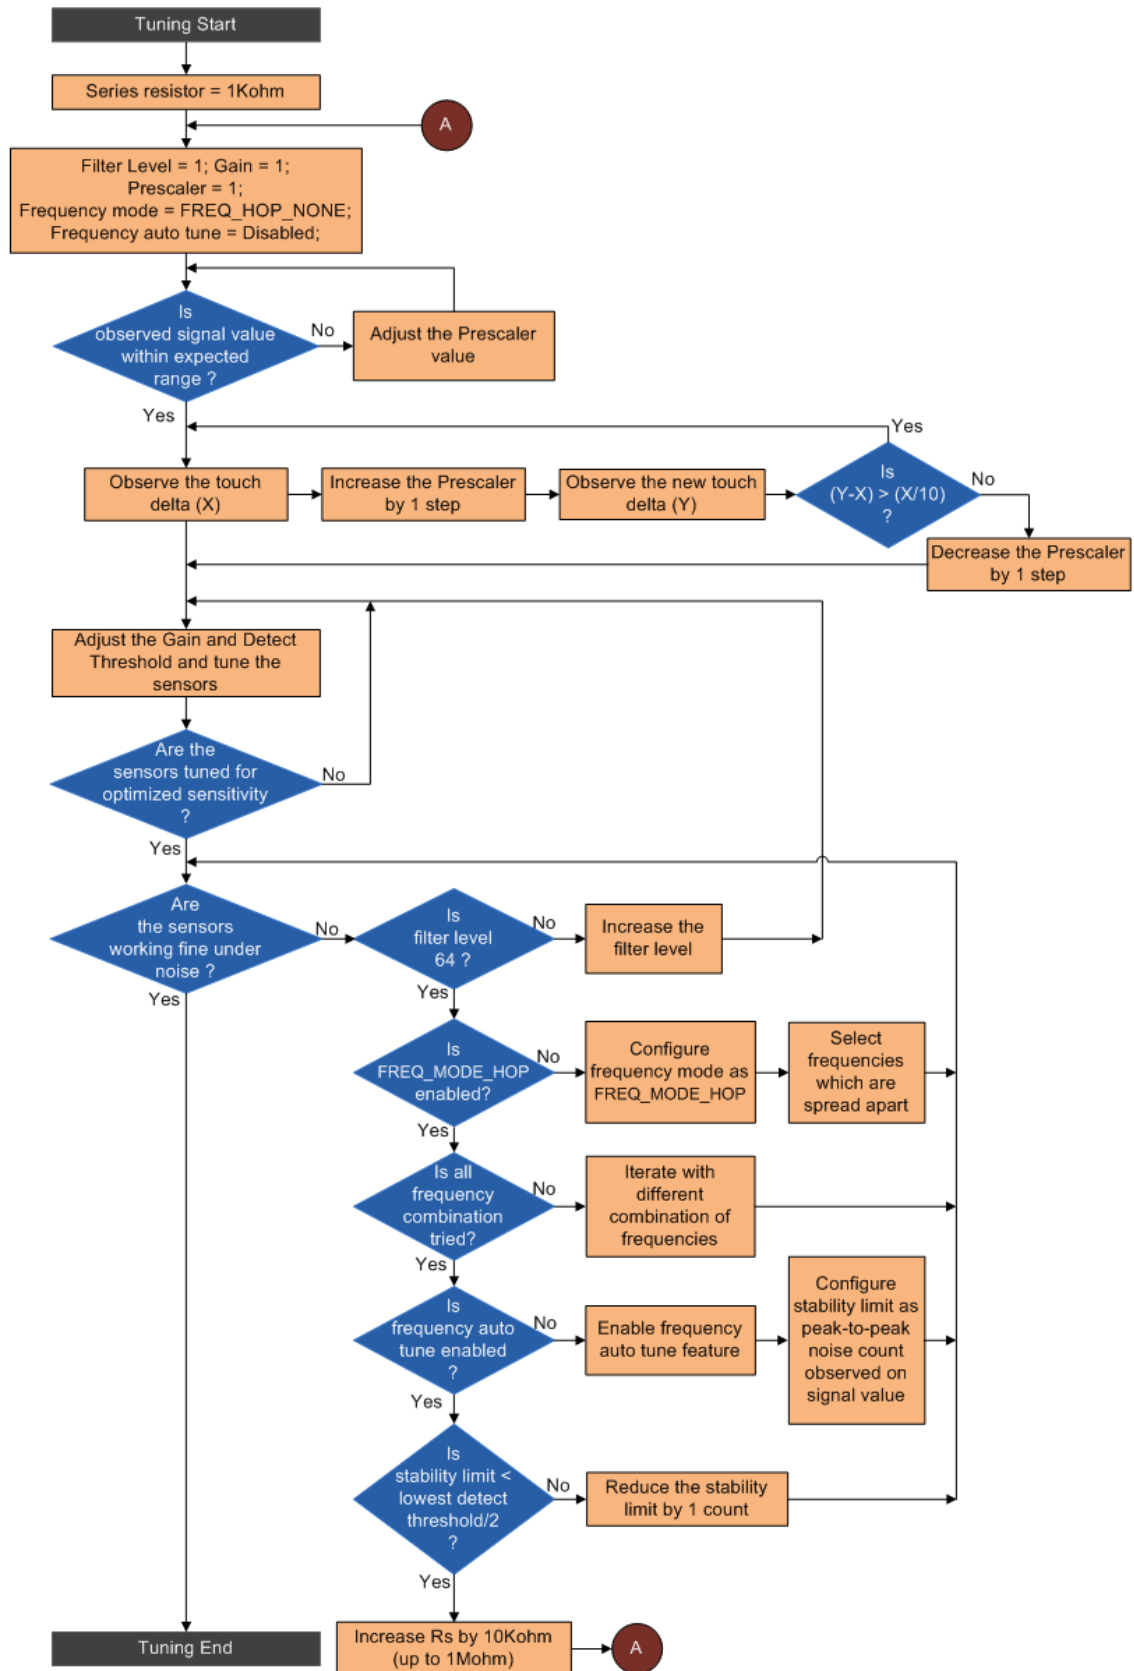 Tuning Start
Series resistor = 1Kohm
A
Filter Level = 1; Gain = 1;
Prescaler = 1;
Frequency mode = FREQ_HOP_NONE;
Frequency auto tune = Disabled;
Is
observed signal value
within expected
range ?
No
Adjust the Prescaler
value
Yes
Observe the touch
delta (X)
Increase the Prescaler
by 1 step
Observe the new touch
delta (Y)
Is
(Y-X) > (X/10)
?
Yes
No
Decrease the Prescaler
by 1 step
Adjust the Gain and Detect
Threshold and tune the
sensors
Are the
sensors tuned for
optimized sensitivity
?
No
Yes
Are
the sensors
working fine under
noise ?
No
Yes
Is
filter level
64 ?
No
Increase the
filter level
Yes
Is
FREQ_MODE_HOP
enabled?
No
Configure
frequency mode as
FREQ_MODE_HOP
Select
frequencies
which are
spread apart
Yes
Is all
frequency
combination
tried?
No
Iterate with
different
combination of
frequencies
Yes
Is
frequency auto
tune enabled
?
No
Enable frequency
auto tune feature
Configure
stability limit as
peak-to-peak
noise count
observed on
signal value
Yes
Is
stability limit <
lowest detect
threshold/2
?
No
Reduce the stability
limit by 1 count
Yes
Increase Rs by 10Kohm
(up to 1Mohm)
A
Tuning End